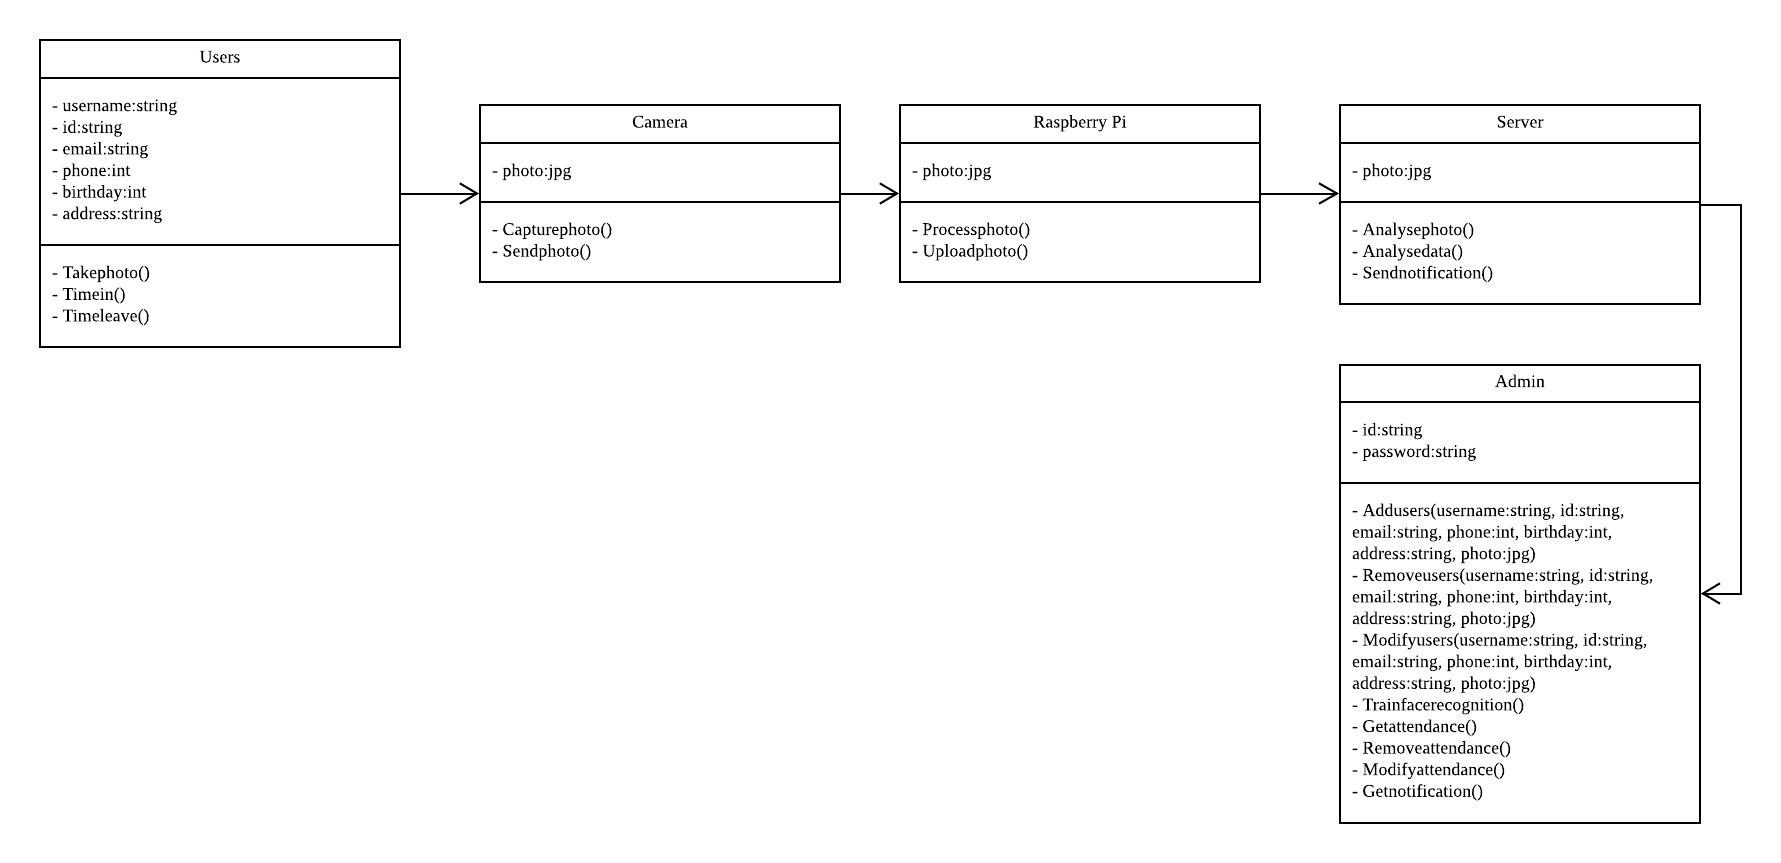 Users
- username:string
- id:string
- email:string
- phone:int
- birthday:int
- address:string
- Takephoto()
- Timein()
- Timeleave()
Camera
- photo:jpg
- Capturephoto()
- Sendphoto()
Raspberry Pi
- photo:jpg
- Processphoto()
- Uploadphoto()
Server
- photo:jpg
- Analysephoto()
- Analysedata()
- Sendnotification()
Admin
- id:string
- password:string
- Addusers(username:string, id:string,
email:string, phone:int, birthday:int,
address:string, photo:jpg)
- Removeusers(username:string, id:string,
email:string, phone:int, birthday:int,
address:string, photo:jpg)
- Modifyusers(username:string, id:string,
email:string, phone:int, birthday:int,
address:string, photo:jpg)
- Trainfacerecognition()
- Getattendance()
- Removeattendance()
- Modifyattendance()
- Getnotification()